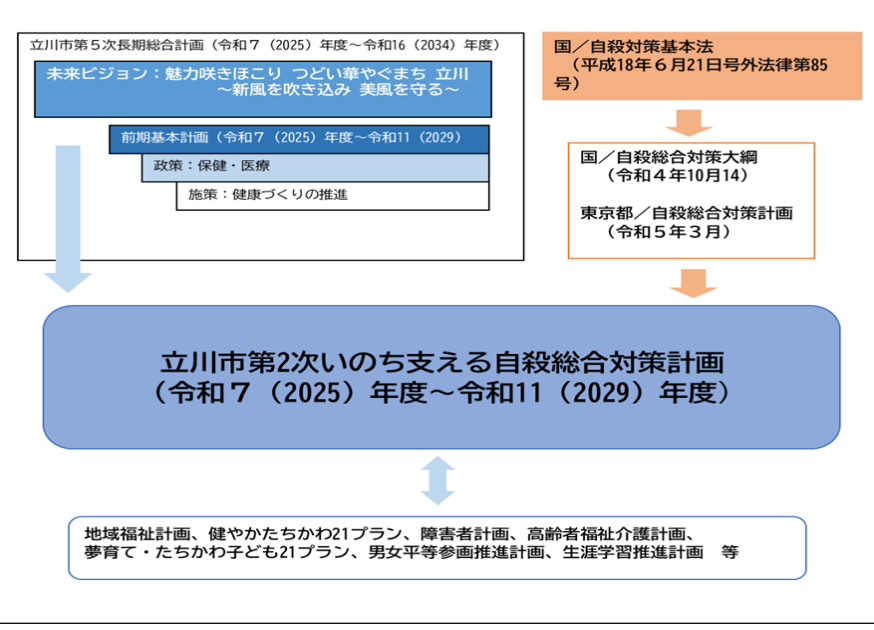 立川市第５次長期総合計画（令和７（2025）年度～令和16（2034）年度）
未来ビジョン：魅力咲きほこり つどい華やぐまち 立川
～新風を吹き込み 美風を守る～
前期基本計画（令和７（2025）年度～令和11（2029）
政策：保健・医療
施策：健康づくりの推進
国／自殺対策基本法
（平成18年６月21日号外法律第85
号）
国／自殺総合対策大綱
（令和４年10月14）
東京都／自殺総合対策計画
（令和５年３月）
立川市第2次いのち支える自殺総合対策計画
（令和７（2025）年度～令和11（2029）年度）
地域福祉計画、健やかたちかわ21プラン、障害者計画、高齢者福祉介護計画、
夢育て・たちかわ子ども21プラン、男女平等参画推進計画、生涯学習推進計画　等